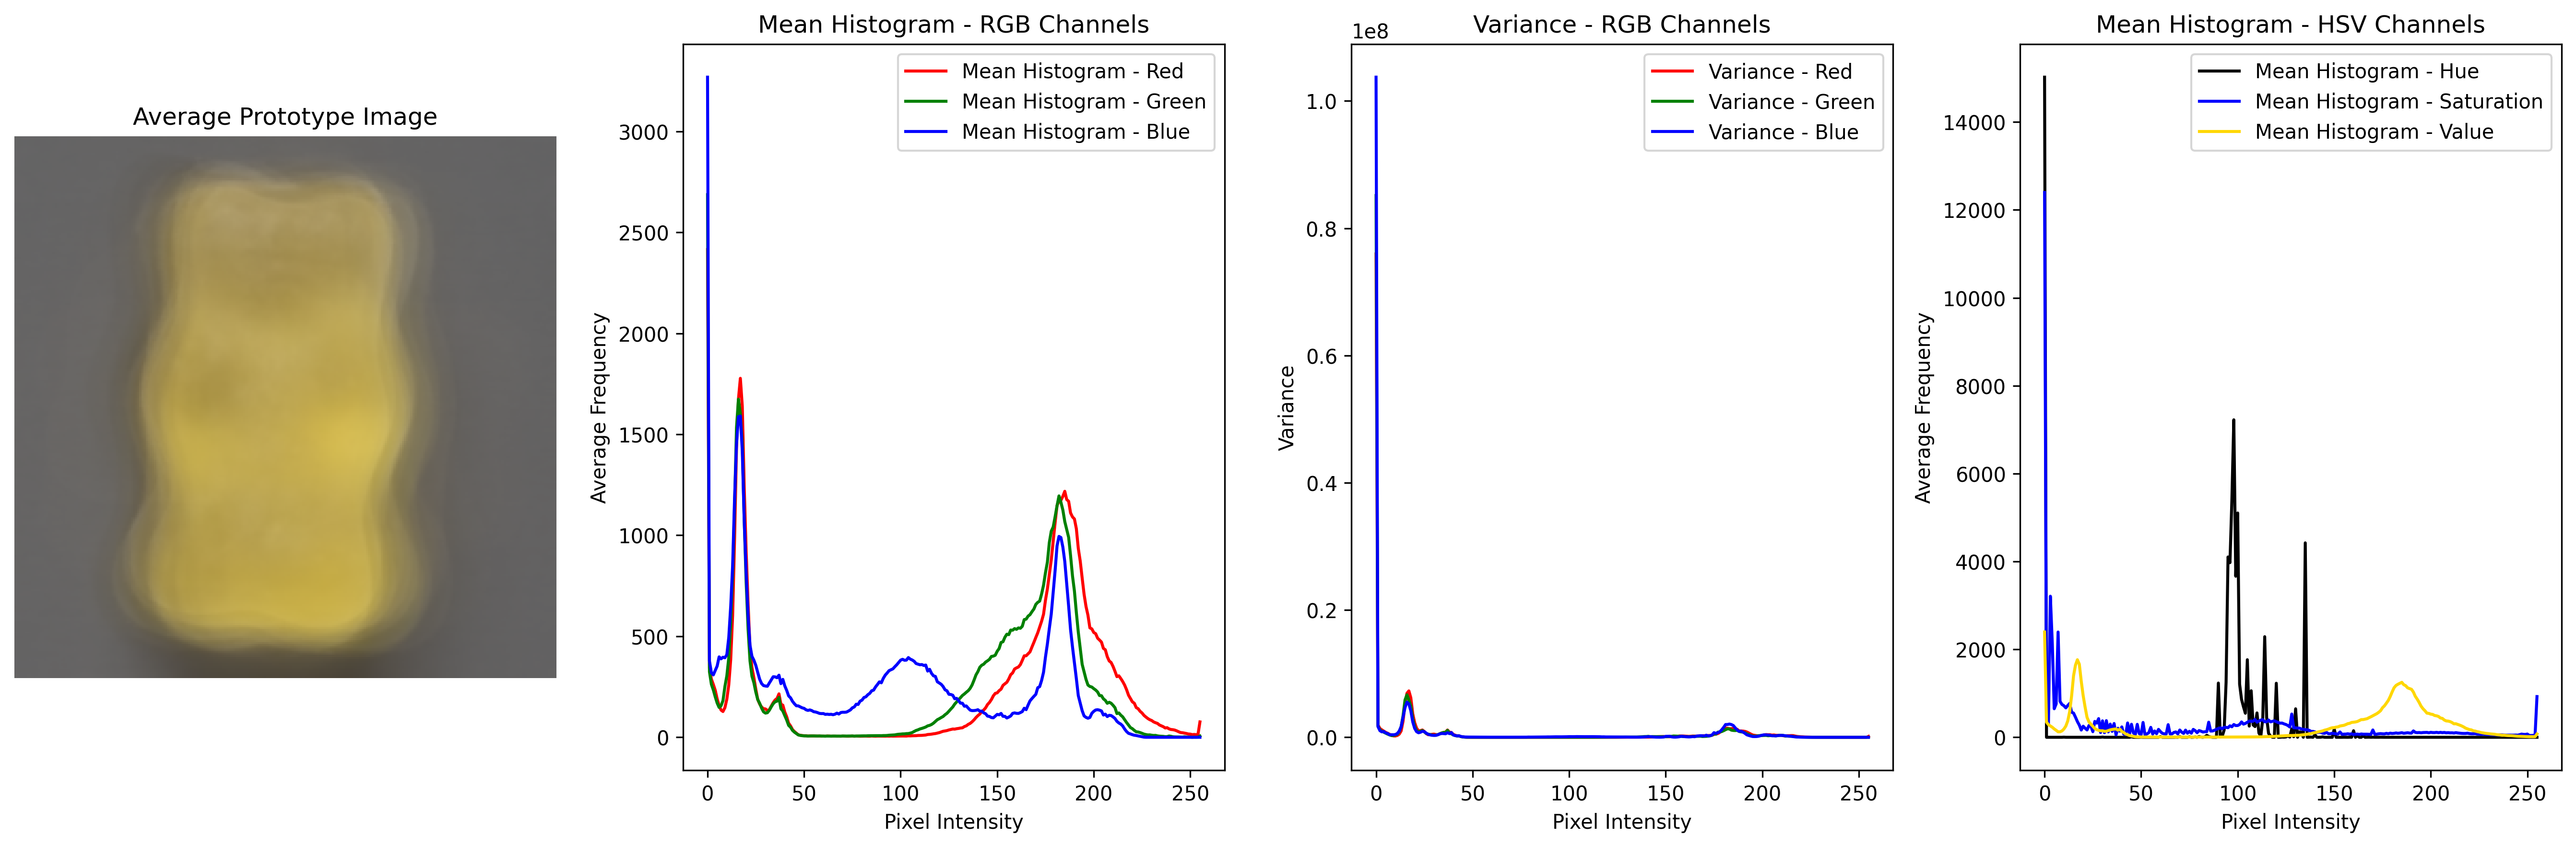 Average Prototype Image
Mean Histogram - RGB Channels
Mean Histogram - Red
Mean Histogram - Green
Mean Histogram - Blue
Average Frequency
3000
2500
2000
1500
1000
500
0
0 50 100 150 200 250
Pixel Intensity
Variance - RGB Channels
1e8
Variance - Red
Variance - Green
Variance - Blue
Variance
1.0
0.8
0.6
0.4
0.2
0.0
0 50 100 150 200 250
Pixel Intensity
Mean Histogram - HSV Channels
Mean Histogram - Hue
Mean Histogram - Saturation
Mean Histogram - Value
Average Frequency
14000
12000
10000
8000
6000
4000
2000
0
0 50 100 150 200 250
Pixel Intensity